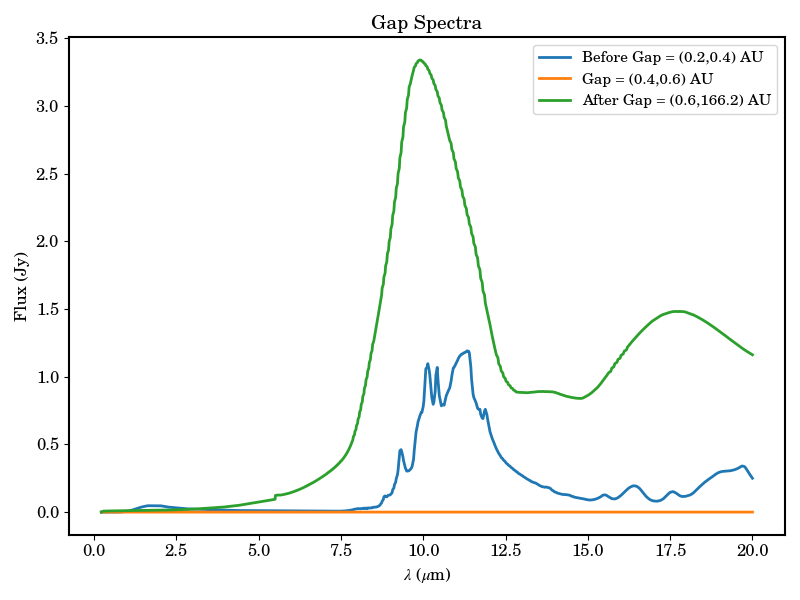 Gap Spectra
Before Gap = (0.2,0.4) AU
Gap = (0.4,0.6) AU
After Gap = (0.6,166.2) AU
Flux (Jy)
3.5
3.0
2.5
2.0
1.5
1.0
0.5
0.0
0.0 2.5 5.0 7.5 10.0 12.5 15.0 17.5 20.0
λ (μm)